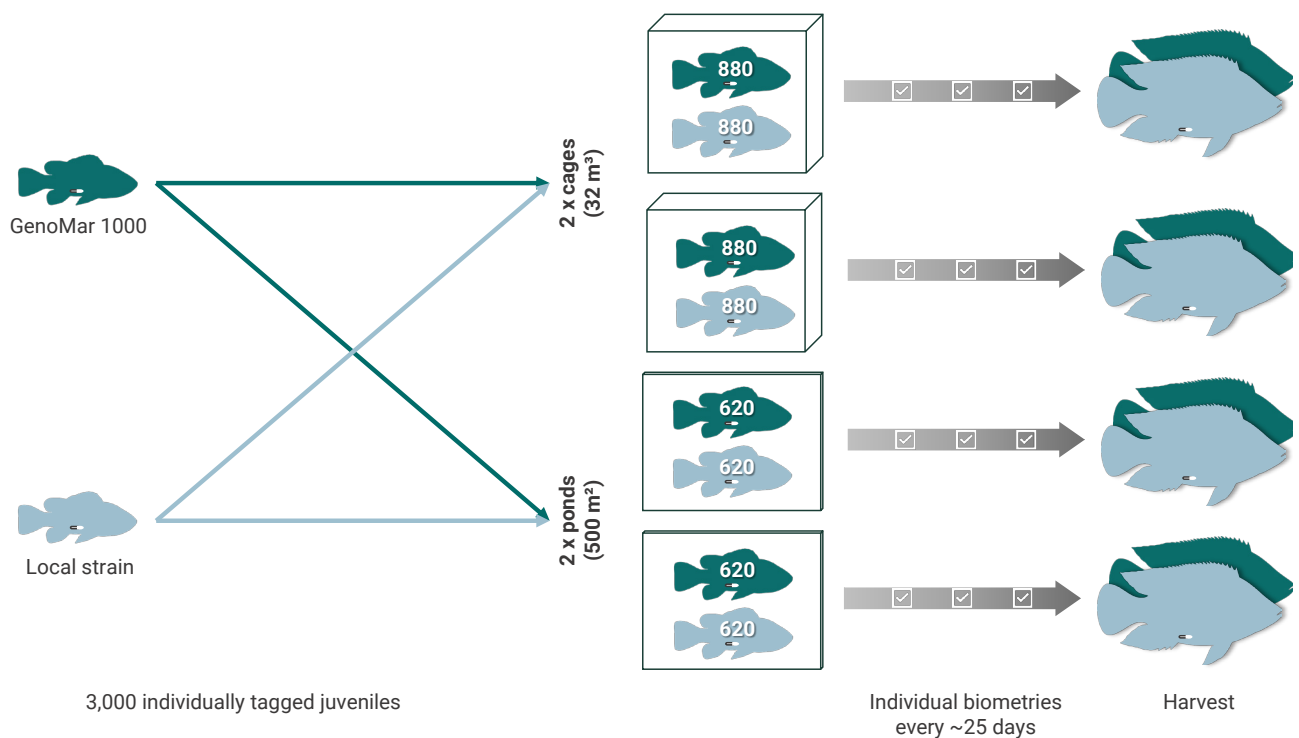 GenoMar 1000
Local strain
3,000 individually tagged juveniles
2 x cages
(32 m³)
2 x ponds
(500 m²)
880
880
880
880
620
620
620
620
Individual biometries
every ~25 days
Harvest